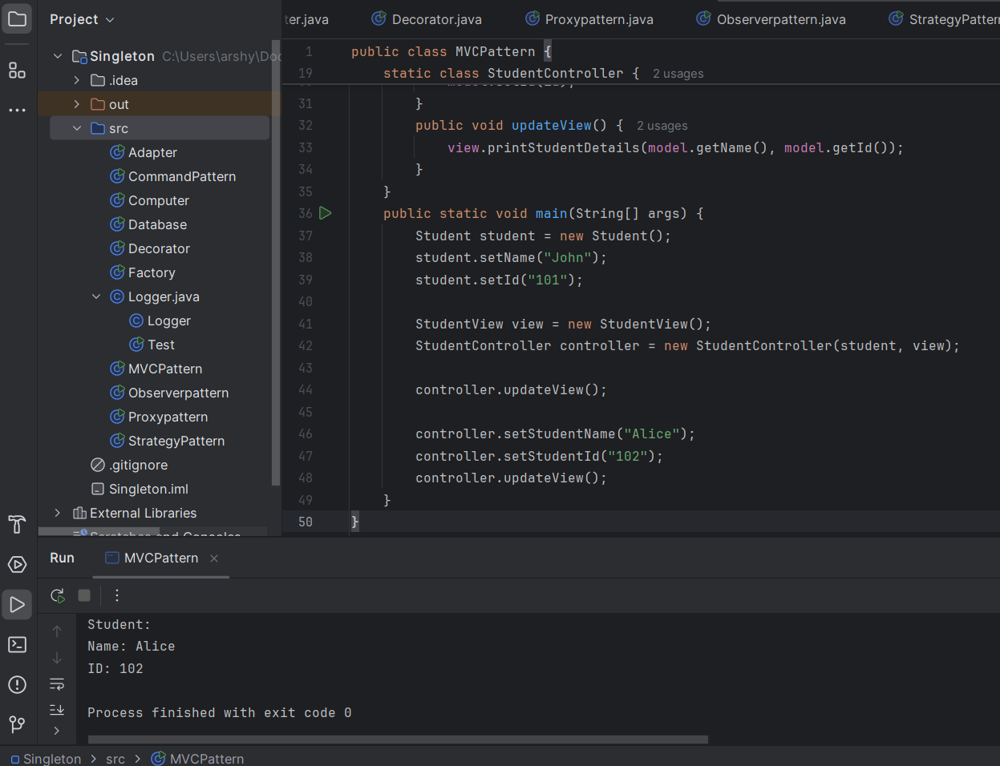 Project
ter.java
Decorator.java
Proxypattern.java
Observerpattern.java
StrategyPattern
Singleton C:\Users\arshy\Doc
.idea
out
src
Adapter
CommandPattern
Computer
Database
Decorator
Factory
Logger.java
Logger
Test
MVCPattern
Observerpattern
Proxypattern
StrategyPattern
.gitignore
Singleton.iml
External Libraries
Scratches and Consoles
1 public class MVCPattern {
19 static class StudentController { 2 usages
31 }
32 public void updateView() { 2 usages
33 view.printStudentDetails(model.getName(), model.getId());
34 }
35 }
36 public static void main(String[] args) {
37 Student student = new Student();
38 student.setName("John");
39 student.setId("101");
40
41 StudentView view = new StudentView();
42 StudentController controller = new StudentController(student, view);
43
44 controller.updateView();
45
46 controller.setStudentName("Alice");
47 controller.setStudentId("102");
48 controller.updateView();
49 }
50 }
Run MVCPattern
Student:
Name: Alice
ID: 102
Process finished with exit code 0
Singleton > src > MVCPattern